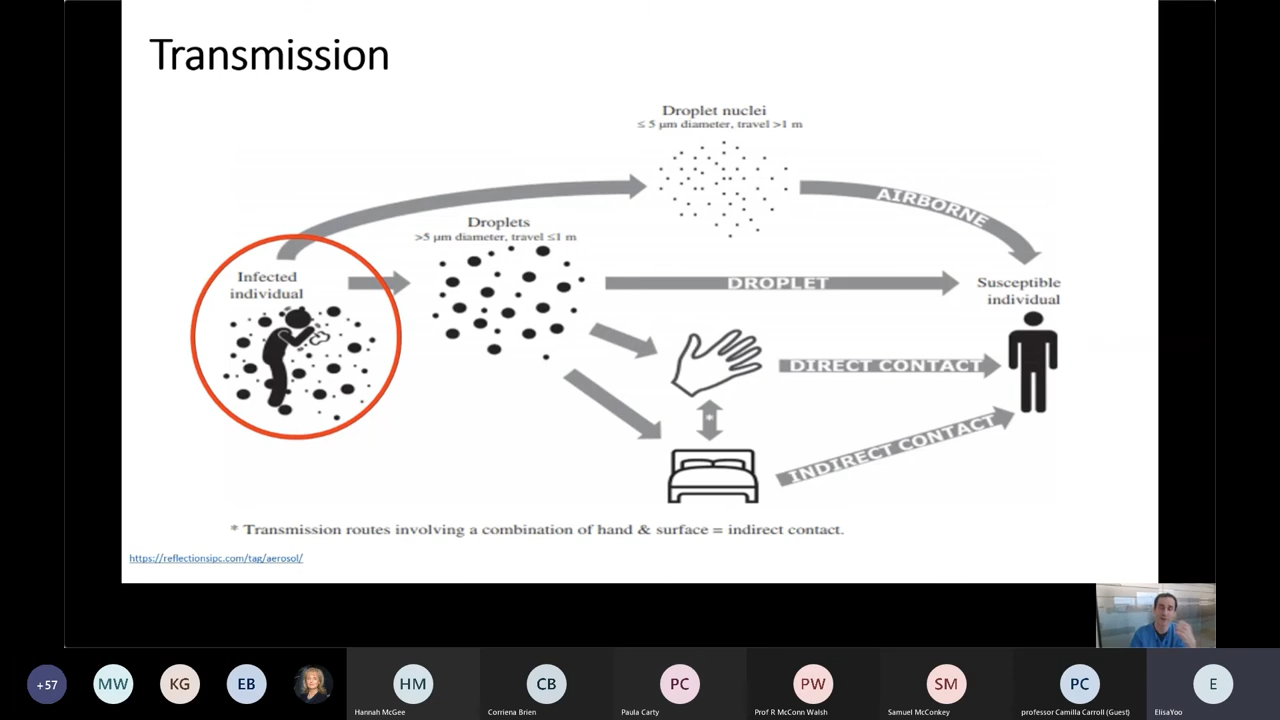 Transmission
Droplet nuclei
≤ 5 µm diameter, travel >1 m
AIRBORNE
Droplets
>5 µm diameter, travel ≤1 m
Infected
individual
DROPLET
Susceptible
individual
DIRECT CONTACT
*
INDIRECT CONTACT
* Transmission routes involving a combination of hand & surface = indirect contact.
https://reflectionsipc.com/tag/aerosol/
+57
MW
KG
EB
HM
CB
PC
PW
SM
PC
E
Hannah McGee
Corriena Brien
Paula Carty
Prof R McConn Walsh
Samuel McConkey
professor Camilla Carroll (Guest)
ElisaYoo